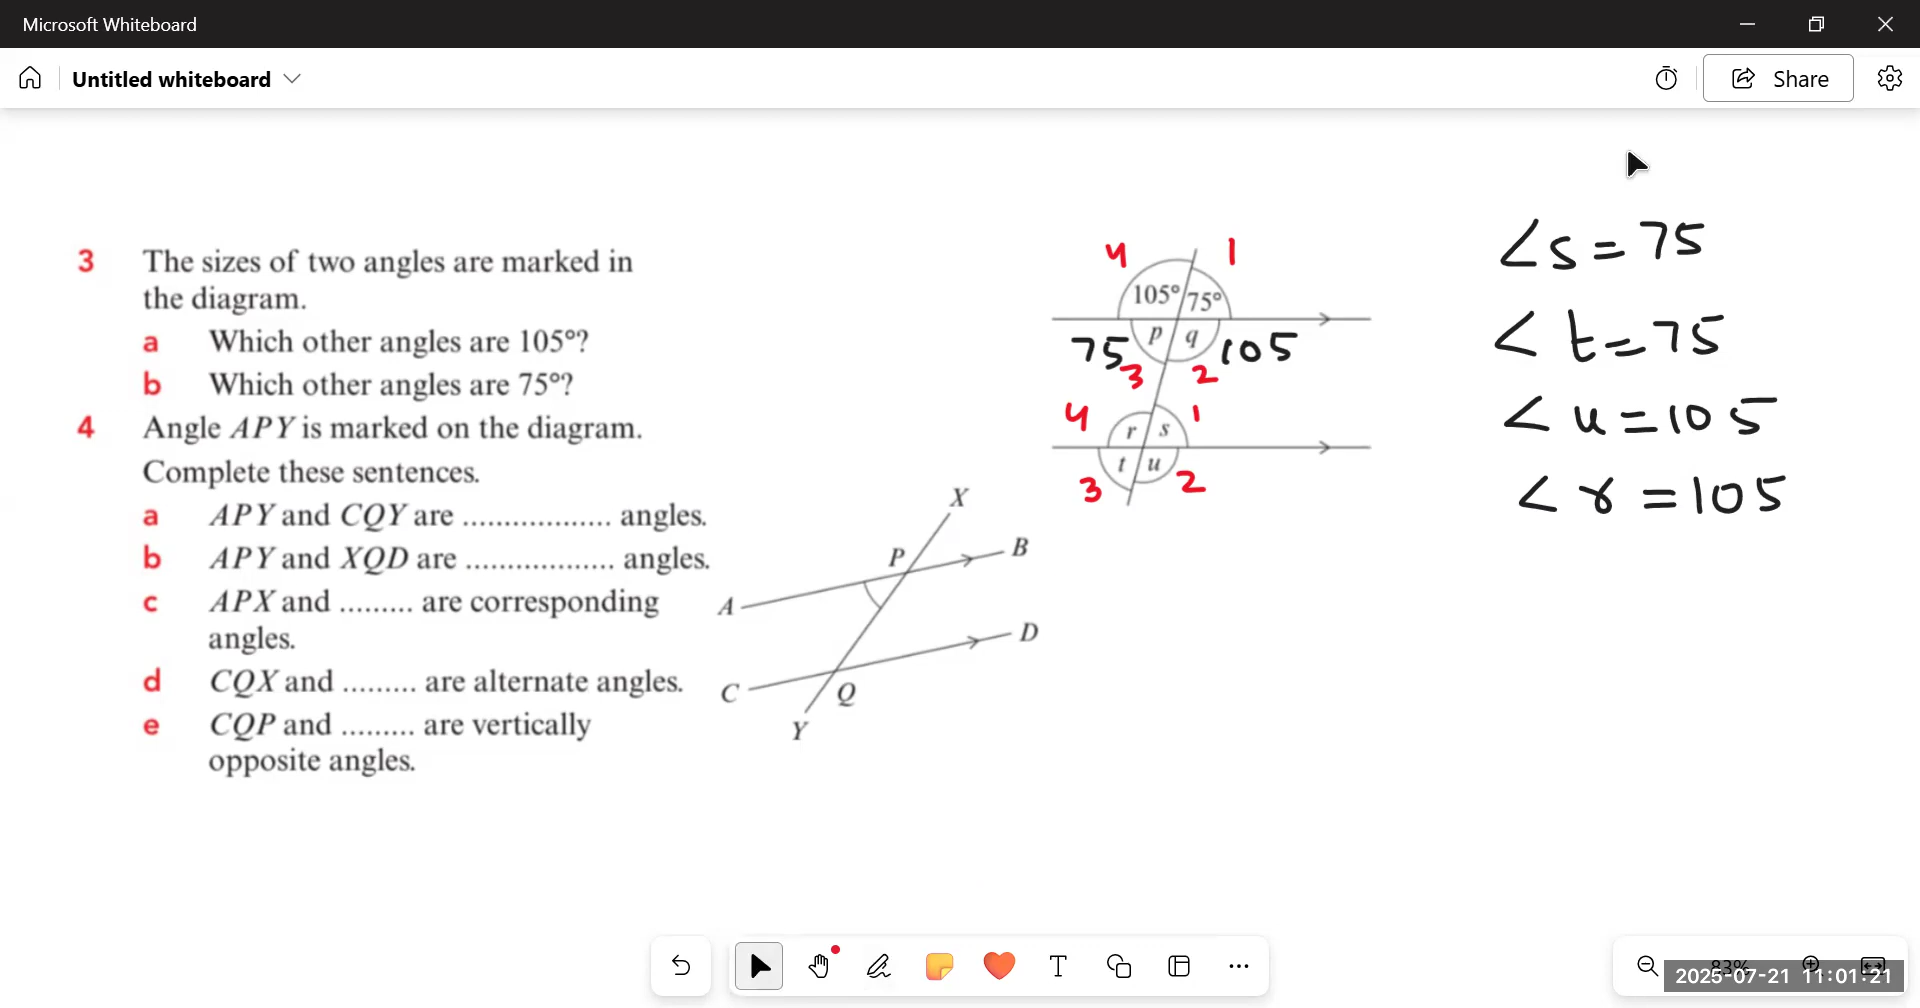 Microsoft Whiteboard
Untitled whiteboard
Share
3 The sizes of two angles are marked in
the diagram.
a Which other angles are 105°?
b Which other angles are 75°?
4 Angle APY is marked on the diagram.
Complete these sentences.
a APY and CQY are .................. angles.
b APY and XQD are .................. angles.
c APX and ......... are corresponding
angles.
d CQX and ......... are alternate angles.
e CQP and ......... are vertically
opposite angles.
4 1
105° 75°
75 p q 105
3 2
4 1
r s
t u
3 2
X
P B
A
D
C Q
Y
∠s=75
<t=75
<u=105
<r=105
83%
2025-07-21 11:01:21